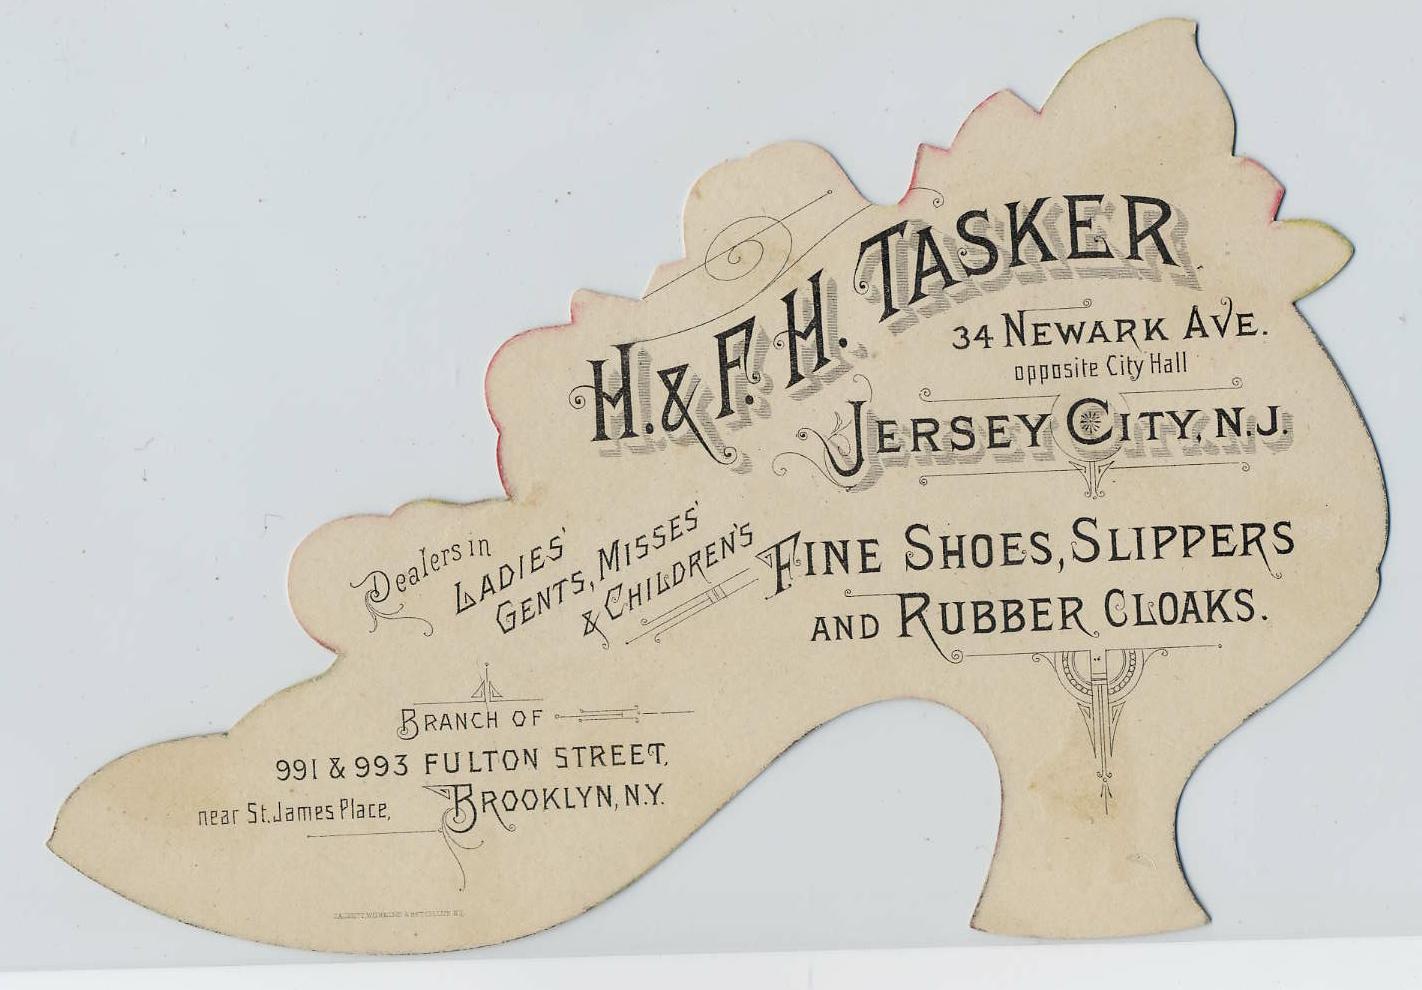 H. & F. H. TASKER
34 NEWARK AVE.
opposite City Hall
JERSEY CITY, N.J.
Dealers in
LADIES'
GENTS, MISSES'
& CHILDREN'S
FINE SHOES, SLIPPERS
AND RUBBER CLOAKS.
BRANCH OF
991 & 993 FULTON STREET,
near St. James Place,
BROOKLYN, N.Y.